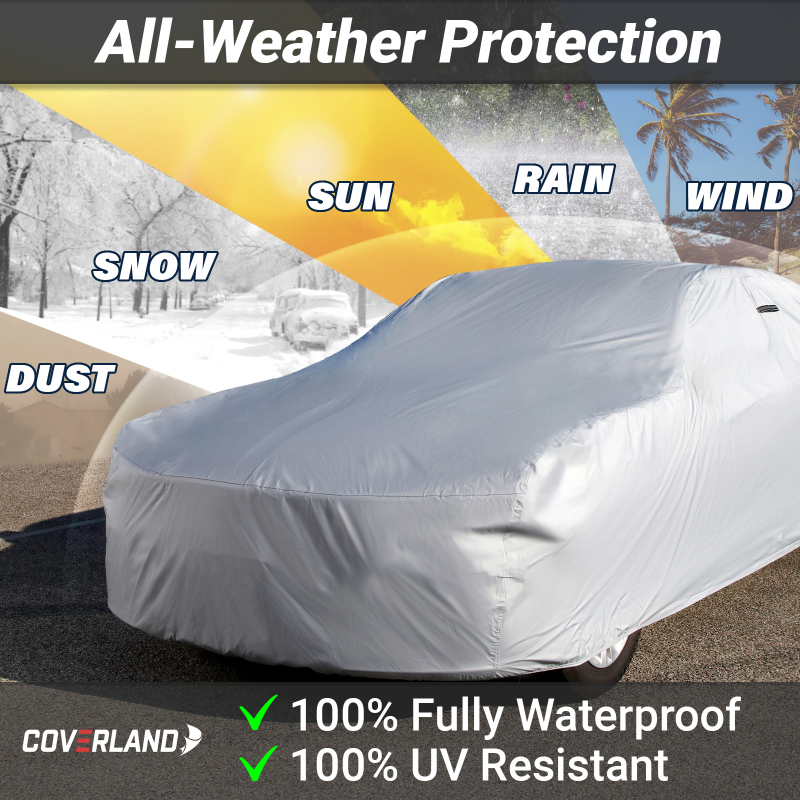 All-Weather Protection
SUN
RAIN
WIND
SNOW
DUST
100% Fully Waterproof
COVERLAND
100% UV Resistant